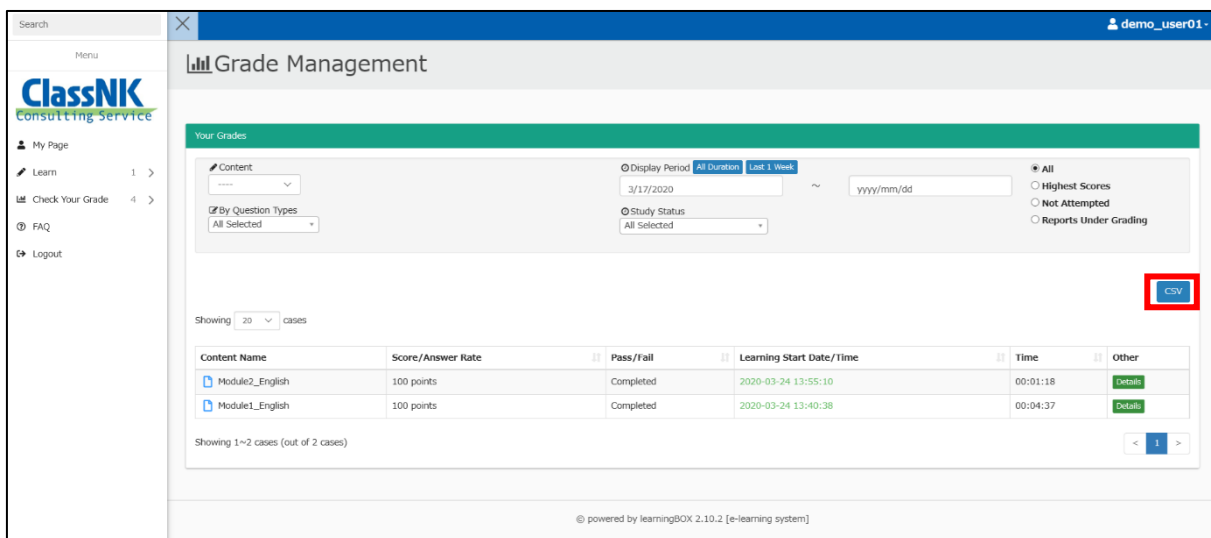 Search
demo_user01
Menu
Grade Management
ClassNK
Consulting Service
My Page
Learn 1 >
Check Your Grade 4 >
FAQ
Logout
Your Grades
Content
----
By Question Types
All Selected
Display Period All Duration Last 1 Week
3/17/2020 ~ yyyy/mm/dd
Study Status
All Selected
All
Highest Scores
Not Attempted
Reports Under Grading
CSV
Showing 20 cases
Content Name Score/Answer Rate Pass/Fail Learning Start Date/Time Time Other
Module2_English 100 points Completed 2020-03-24 13:55:10 00:01:18 Details
Module1_English 100 points Completed 2020-03-24 13:40:38 00:04:37 Details
Showing 1~2 cases (out of 2 cases)
< 1 >
© powered by learningBOX 2.10.2 [e-learning system]